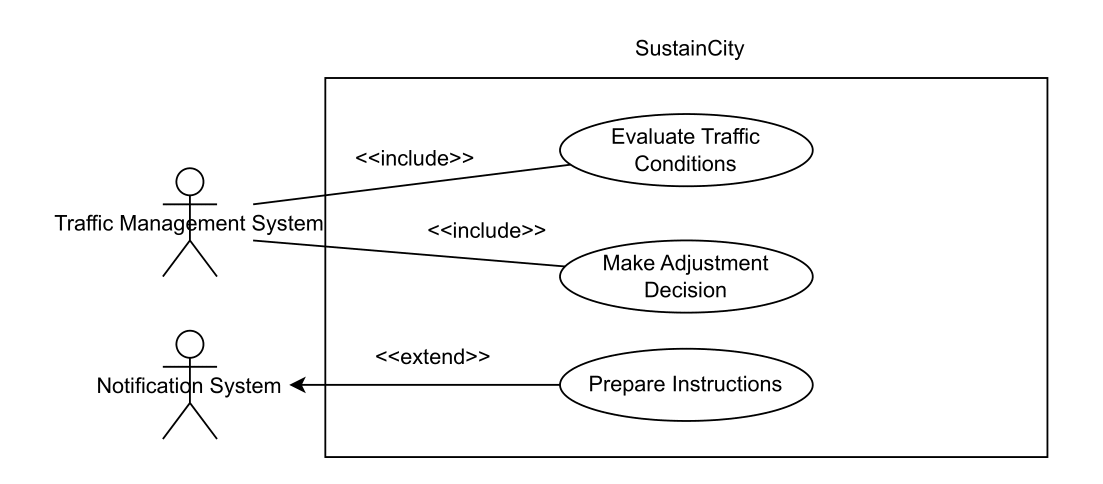 SustainCity
Evaluate Traffic
Conditions
<<include>>
Traffic Management System
<<include>>
Make Adjustment
Decision
<<extend>>
Notification System
Prepare Instructions